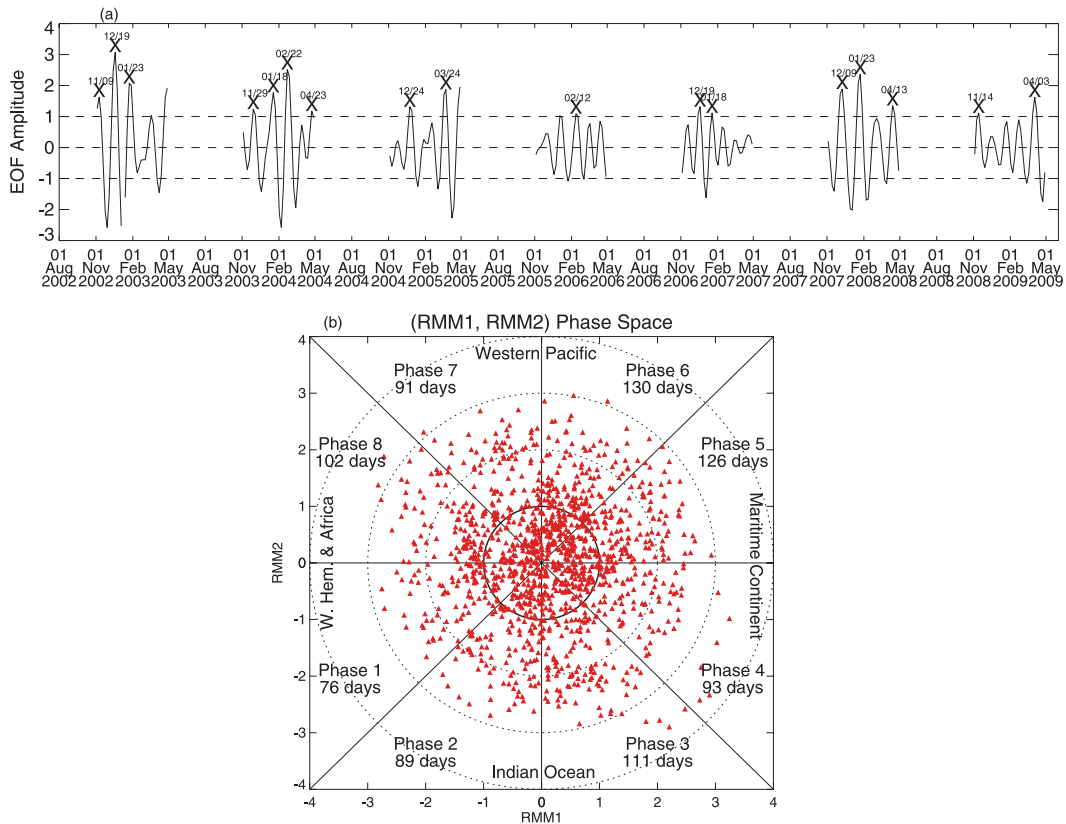 (a)
EOF Amplitude
4
3
2
1
0
-1
-2
-3
11/09
12/19
01/23
11/29
01/18
02/22
04/23
12/24
03/24
02/12
12/19
01/18
12/09
01/23
04/13
11/14
04/03
01 01 01 01 01 01 01 01 01 01 01 01 01 01 01 01 01 01 01 01 01 01 01 01 01 01 01 01
Aug Nov Feb May Aug Nov Feb May Aug Nov Feb May Aug Nov Feb May Aug Nov Feb May Aug Nov Feb May Aug Nov Feb May
2002 2002 2003 2003 2003 2003 2004 2004 2004 2004 2005 2005 2005 2005 2006 2006 2006 2006 2007 2007 2007 2007 2008 2008 2008 2008 2009 2009
(b)
(RMM1, RMM2) Phase Space
Western Pacific
Phase 7
91 days
Phase 6
130 days
Phase 8
102 days
Phase 5
126 days
W. Hem. & Africa
Maritime Continent
Phase 1
76 days
Phase 4
93 days
Phase 2
89 days
Phase 3
111 days
Indian Ocean
RMM2
4
3
2
1
0
-1
-2
-3
-4
-4 -3 -2 -1 0 1 2 3 4
RMM1